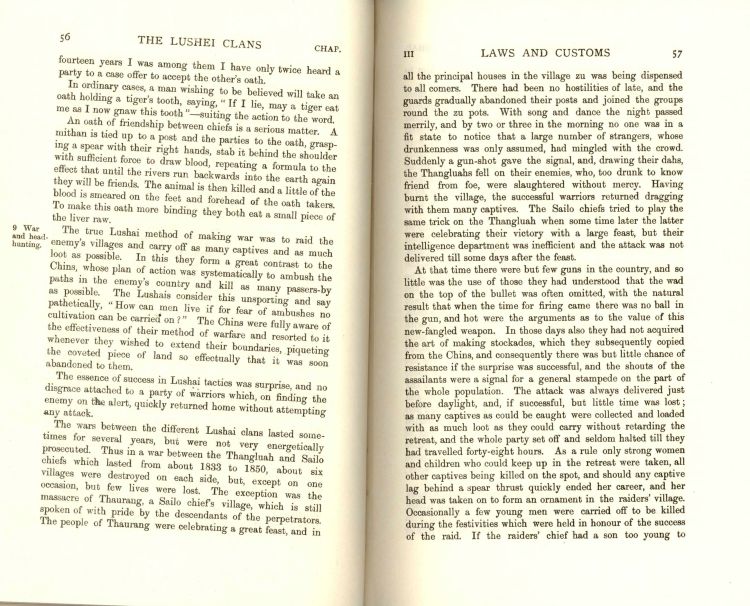 56 THE LUSHEI CLANS CHAP.
fourteen years I was among them I have only twice heard a
party to a case offer to accept the other's oath.
In ordinary cases, a man wishing to be believed will take an
oath holding a tiger's tooth, saying, "If I lie, may a tiger eat
me as I now gnaw this tooth"—suiting the action to the word.
An oath of friendship between chiefs is a serious matter. A
mithan is tied up to a post and the parties to the oath, grasp-
ing a spear with their right hands, stab it behind the shoulder
with sufficient force to draw blood, repeating a formula to the
effect that until the rivers run backwards into the earth again
they will be friends. The animal is then killed and a little of the
blood is smeared on the feet and forehead of the oath takers.
To make this oath more binding they both eat a small piece of
the liver raw.
9 War
and head-
hunting.
The true Lushai method of making war was to raid the
enemy's villages and carry off as many captives and as much
loot as possible. In this they form a great contrast to the
Chins, whose plan of action was systematically to ambush the
paths in the enemy's country and kill as many passers-by
as possible. The Lushais consider this unsporting and say
pathetically, "How can men live if for fear of ambushes no
cultivation can be carried on?" The Chins were fully aware of
the effectiveness of their method of warfare and resorted to it
whenever they wished to extend their boundaries, piqueting
the coveted piece of land so effectually that it was soon
abandoned to them.
The essence of success in Lushai tactics was surprise, and no
disgrace attached to a party of warriors which, on finding the
enemy on the alert, quickly returned home without attempting
any attack.
The wars between the different Lushai clans lasted some-
times for several years, but were not very energetically
prosecuted. Thus in a war between the Thangluah and Sailo
chiefs which lasted from about 1833 to 1850, about six
villages were destroyed on each side, but, except on one
occasion, but few lives were lost. The exception was the
massacre of Thaurang, a Sailo chief's village, which is still
spoken of with pride by the descendants of the perpetrators.
The people of Thaurang were celebrating a great feast, and in
III LAWS AND CUSTOMS 57
all the principal houses in the village zu was being dispensed
to all comers. There had been no hostilities of late, and the
guards gradually abandoned their posts and joined the groups
round the zu pots. With song and dance the night passed
merrily, and by two or three in the morning no one was in a
fit state to notice that a large number of strangers, whose
drunkenness was only assumed, had mingled with the crowd.
Suddenly a gun-shot gave the signal, and, drawing their dahs,
the Thangluahs fell on their enemies, who, too drunk to know
friend from foe, were slaughtered without mercy. Having
burnt the village, the successful warriors returned dragging
with them many captives. The Sailo chiefs tried to play the
same trick on the Thangluah when some time later the latter
were celebrating their victory with a large feast, but their
intelligence department was inefficient and the attack was not
delivered till some days after the feast.
At that time there were but few guns in the country, and so
little was the use of those they had understood that the wad
on the top of the bullet was often omitted, with the natural
result that when the time for firing came there was no ball in
the gun, and hot were the arguments as to the value of this
new-fangled weapon. In those days also they had not acquired
the art of making stockades, which they subsequently copied
from the Chins, and consequently there was but little chance of
resistance if the surprise was successful, and the shouts of the
assailants were a signal for a general stampede on the part of
the whole population. The attack was always delivered just
before daylight, and, if successful, but little time was lost;
as many captives as could be caught were collected and loaded
with as much loot as they could carry without retarding the
retreat, and the whole party set off and seldom halted till they
had travelled forty-eight hours. As a rule only strong women
and children who could keep up in the retreat were taken, all
other captives being killed on the spot, and should any captive
lag behind a spear thrust quickly ended her career, and her
head was taken on to form an ornament in the raiders' village.
Occasionally a few young men were carried off to be killed
during the festivities which were held in honour of the success
of the raid. If the raiders' chief had a son too young to